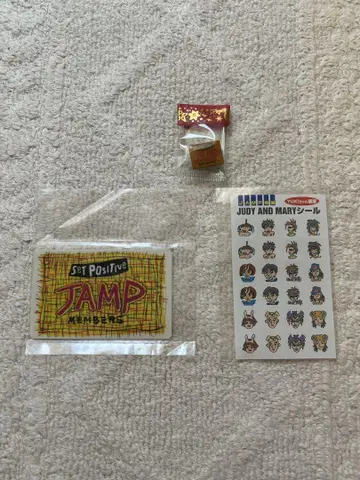 SET POSITIVE
JAMP
MEMBERS
JUDY AND MARYシール